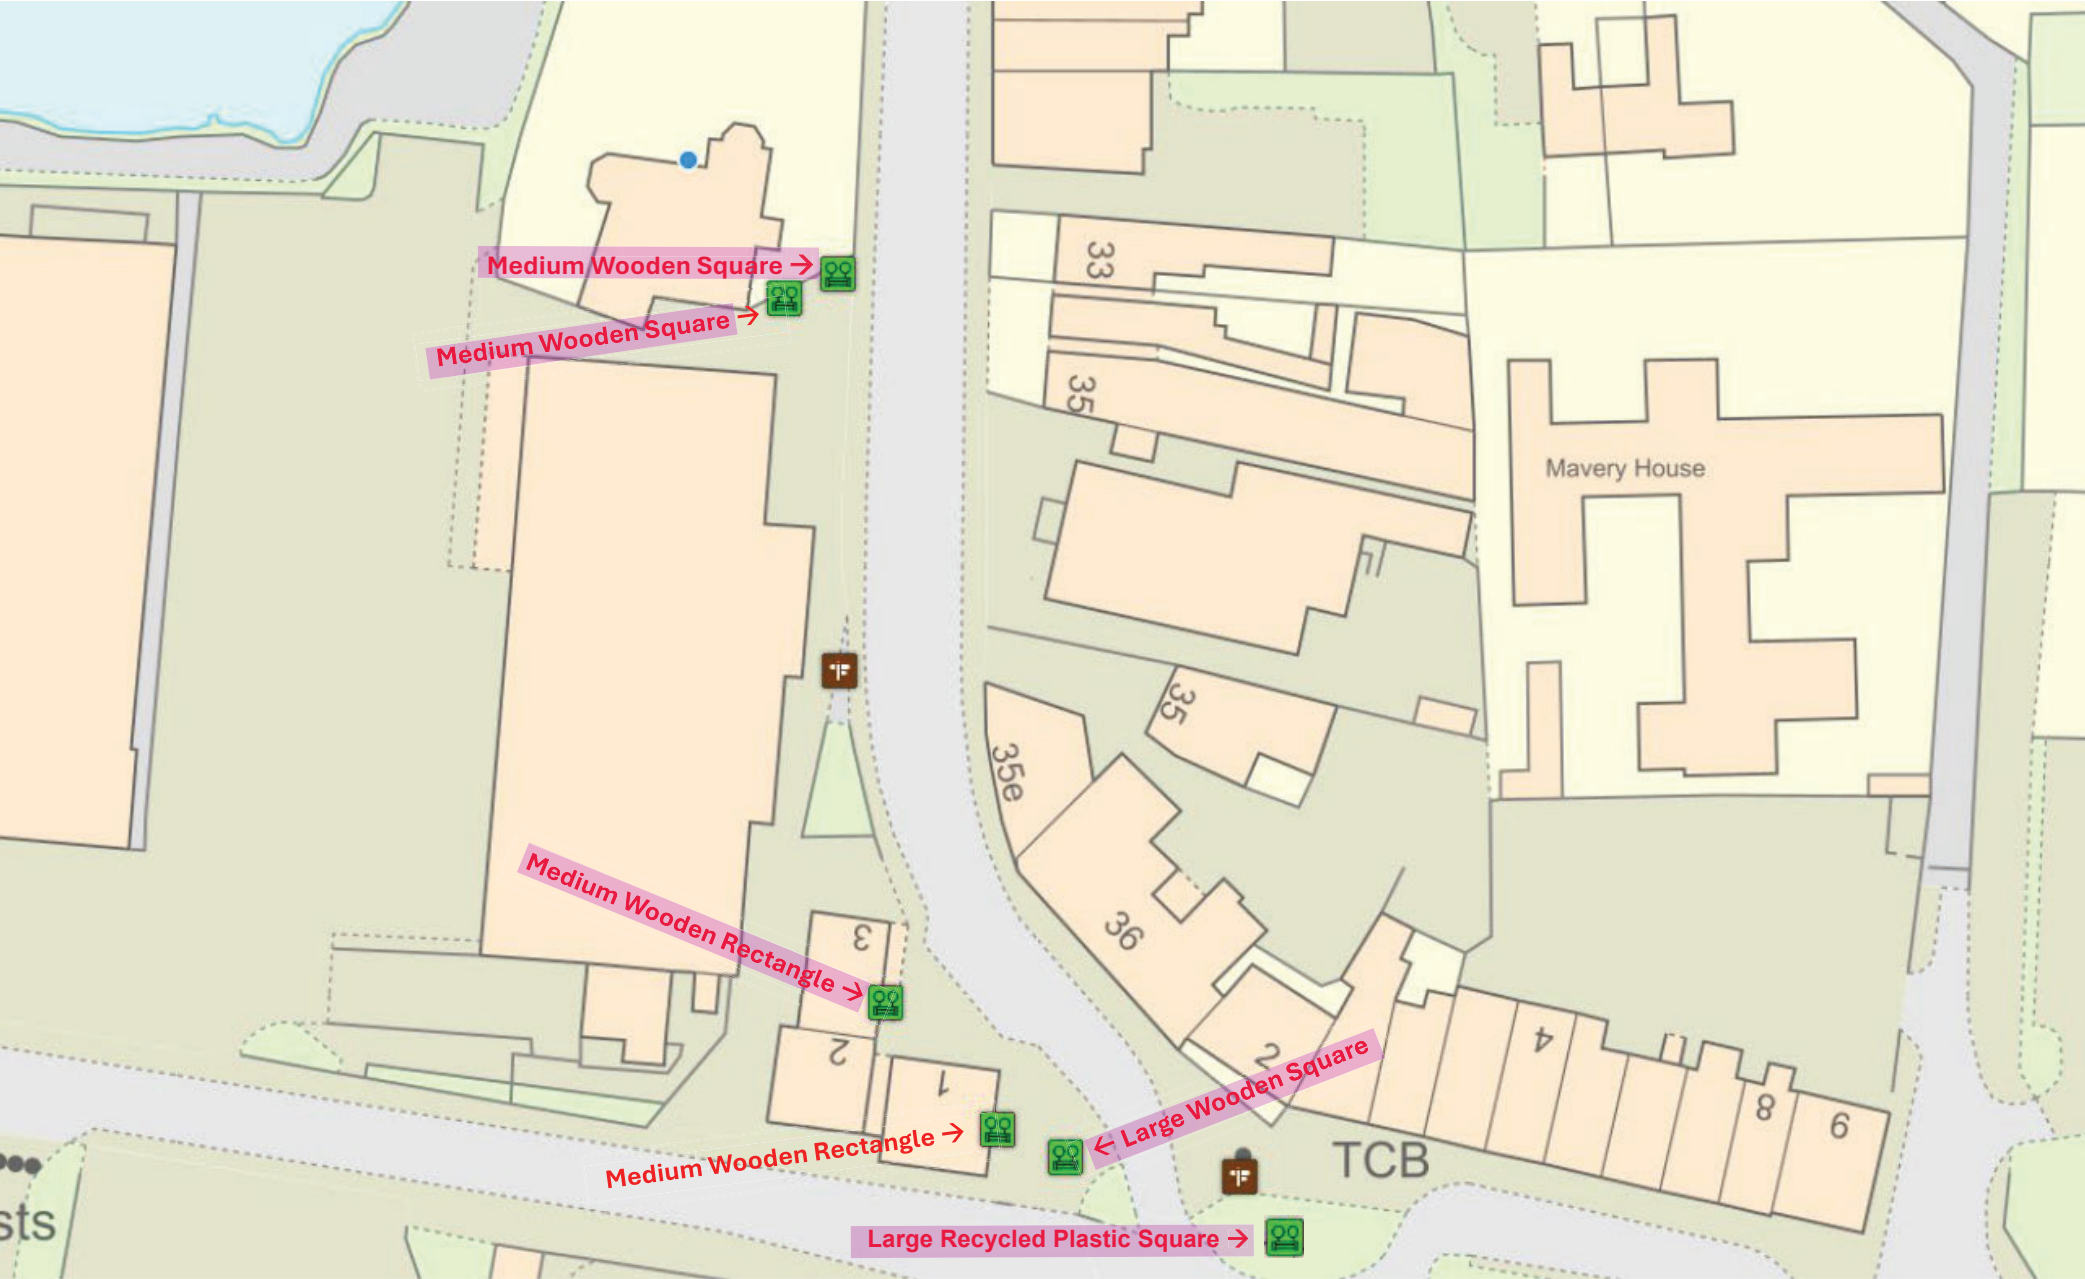 33
Medium Wooden Square →
Medium Wooden Square →
35
Mavery House
35
35e
Medium Wooden Rectangle →
3
36
2
4
2
1
8
9
← Large Wooden Square
Medium Wooden Rectangle →
TCB
sts
Large Recycled Plastic Square →